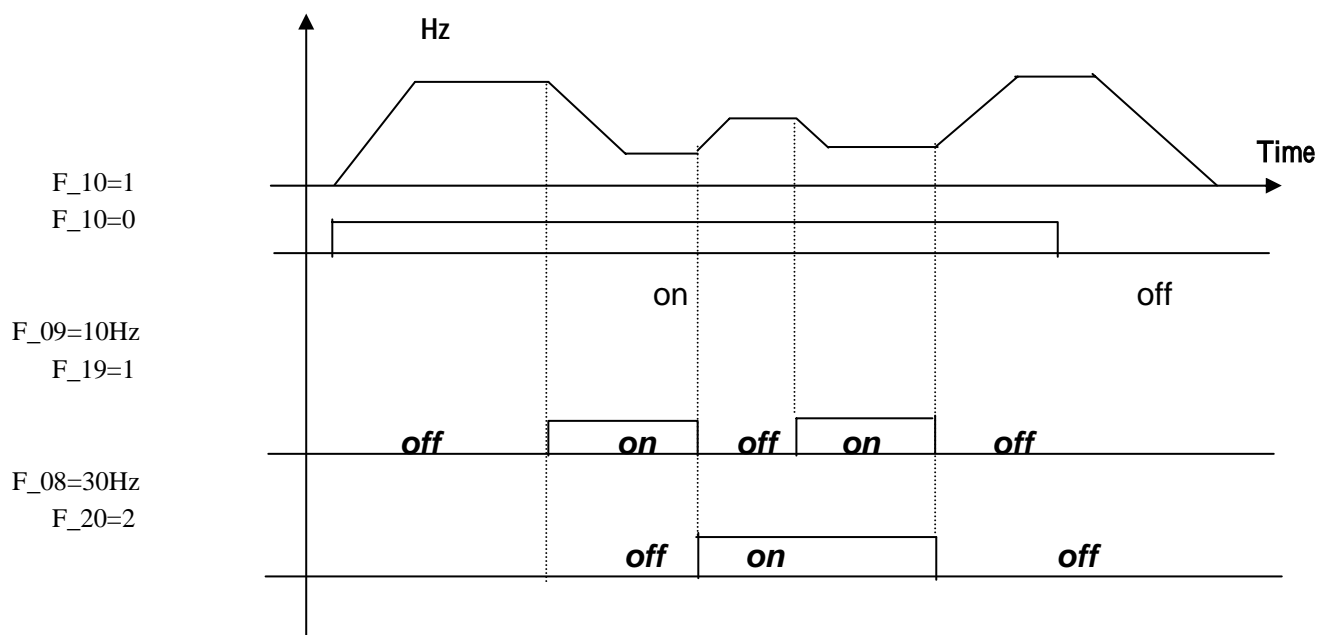 Hz
Time
F_10=1
F_10=0
on off
F_09=10Hz
F_19=1
off on off on off
F_08=30Hz
F_20=2
off on off